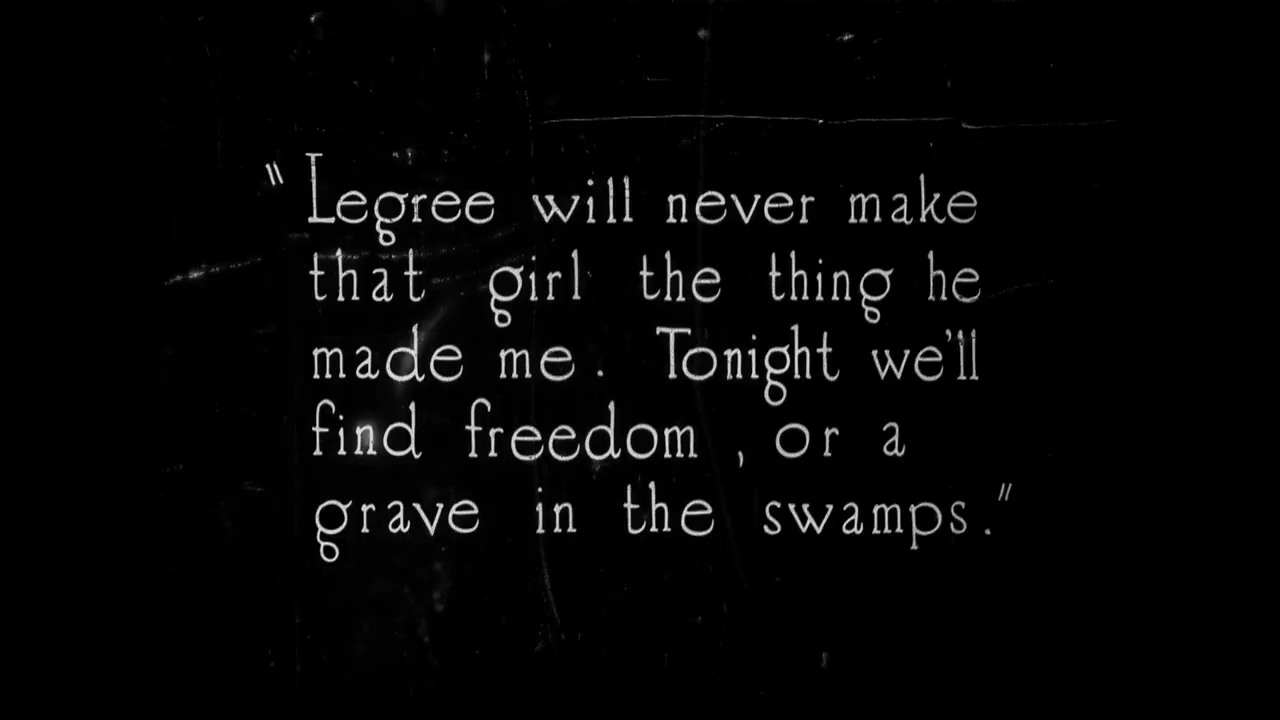 "Legree will never make
that girl the thing he
made me. Tonight we'll
find freedom, or a
grave in the swamps."